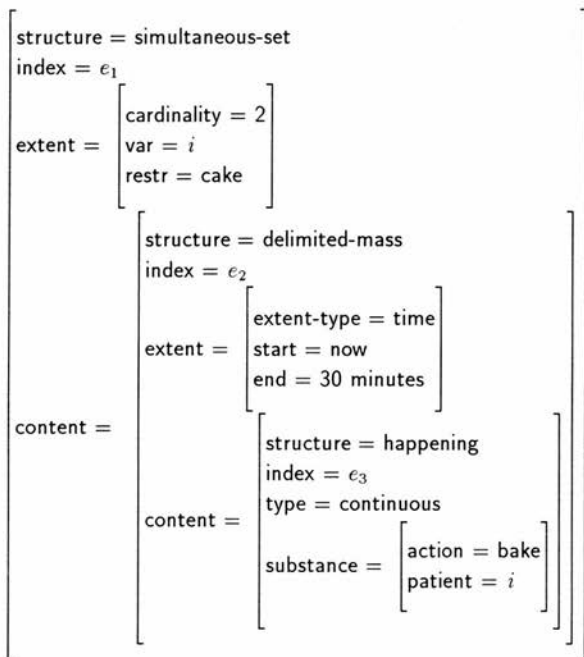 structure = simultaneous-set
index = e₁
extent =
cardinality = 2
var = i
restr = cake
content =
structure = delimited-mass
index = e₂
extent =
extent-type = time
start = now
end = 30 minutes
content =
structure = happening
index = e₃
type = continuous
substance =
action = bake
patient = i